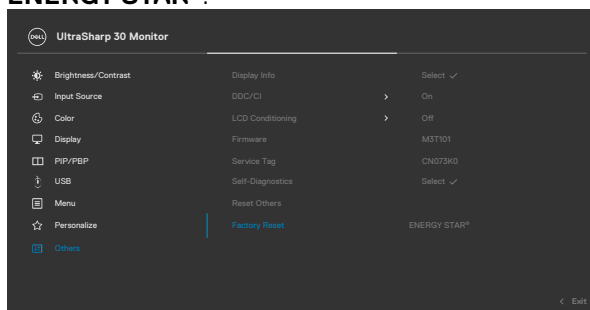 ENERGY STAR®.
DELL UltraSharp 30 Monitor
Brightness/Contrast Display Info Select ✓
Input Source DDC/CI > On
Color LCD Conditioning > Off
Display Firmware M3T101
PIP/PBP Service Tag CN073K0
USB Self-Diagnostics Select ✓
Menu Reset Others
Personalize Factory Reset ENERGY STAR®
Others
< Exit